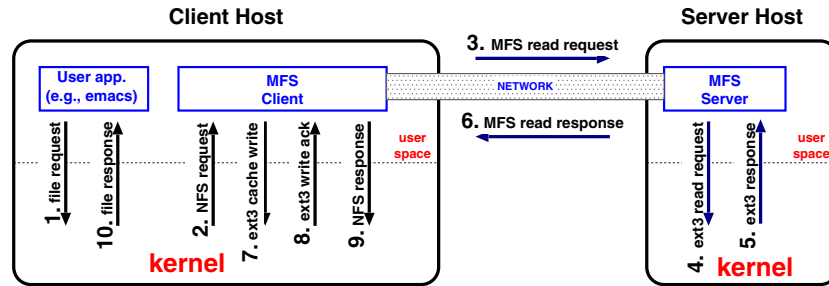 Client Host
Server Host
3. MFS read request
User app.
(e.g., emacs)
MFS
Client
NETWORK
MFS
Server
6. MFS read response
user
space
user
space
1. file request
10. file response
2. NFS request
7. ext3 cache write
8. ext3 write ack
9. NFS response
4. ext3 read request
5. ext3 response
kernel
kernel